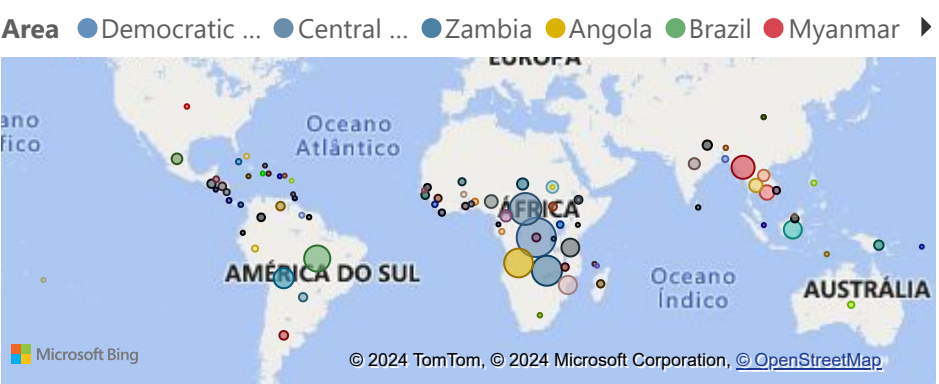 Area Democratic ... Central ... Zambia Angola Brazil Myanmar
EUROPA
ano
fico
Oceano
Atlântico
ÁFRICA
AMÉRICA DO SUL
Oceano
Índico
AUSTRÁLIA
Microsoft Bing
© 2024 TomTom, © 2024 Microsoft Corporation, © OpenStreetMap